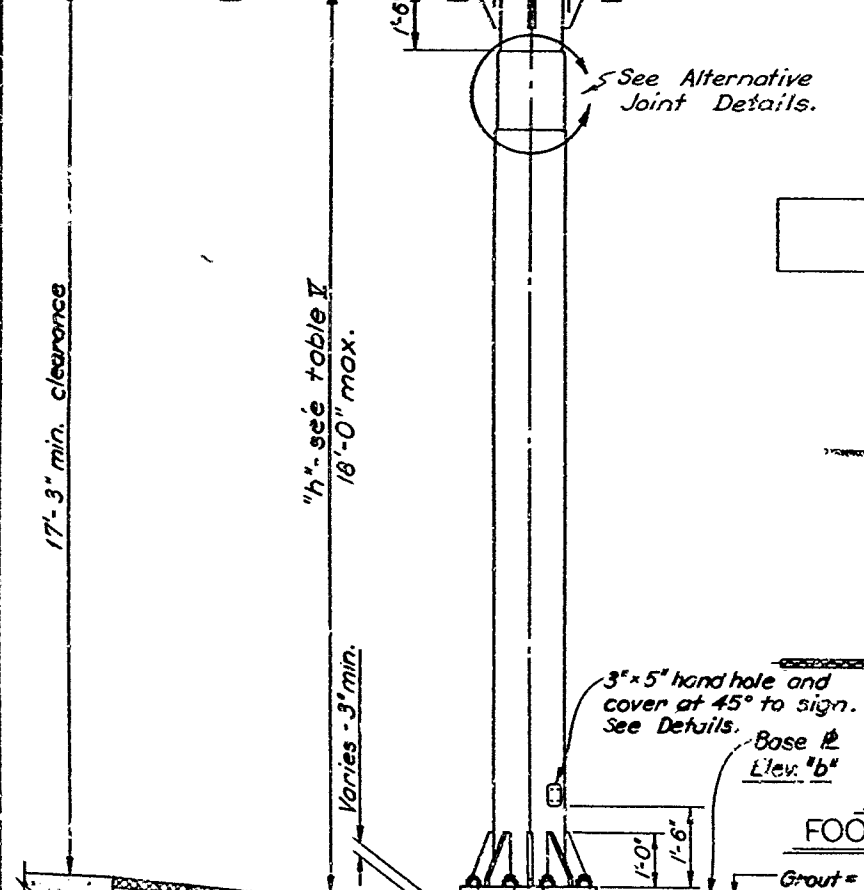 1'-6"
See Alternative
Joint Details.
17'-3" min. clearance
"h"- see table V
18'-0" max.
Varies - 3" min.
3" x 5" hand hole and
cover at 45° to sign.
See Details.
Base ⅊
Elev. "b"
1'-0"
1'-6"
FOO
Grout =